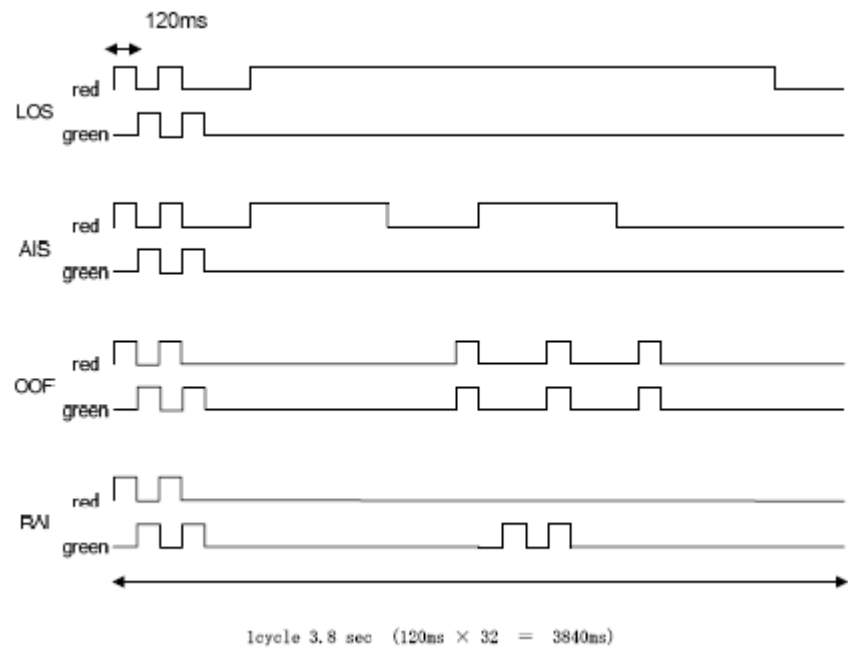 120ms
red
LOS
green
red
AIS
green
red
OOF
green
red
RAI
green
1cycle 3.8 sec (120ms × 32 = 3840ms)